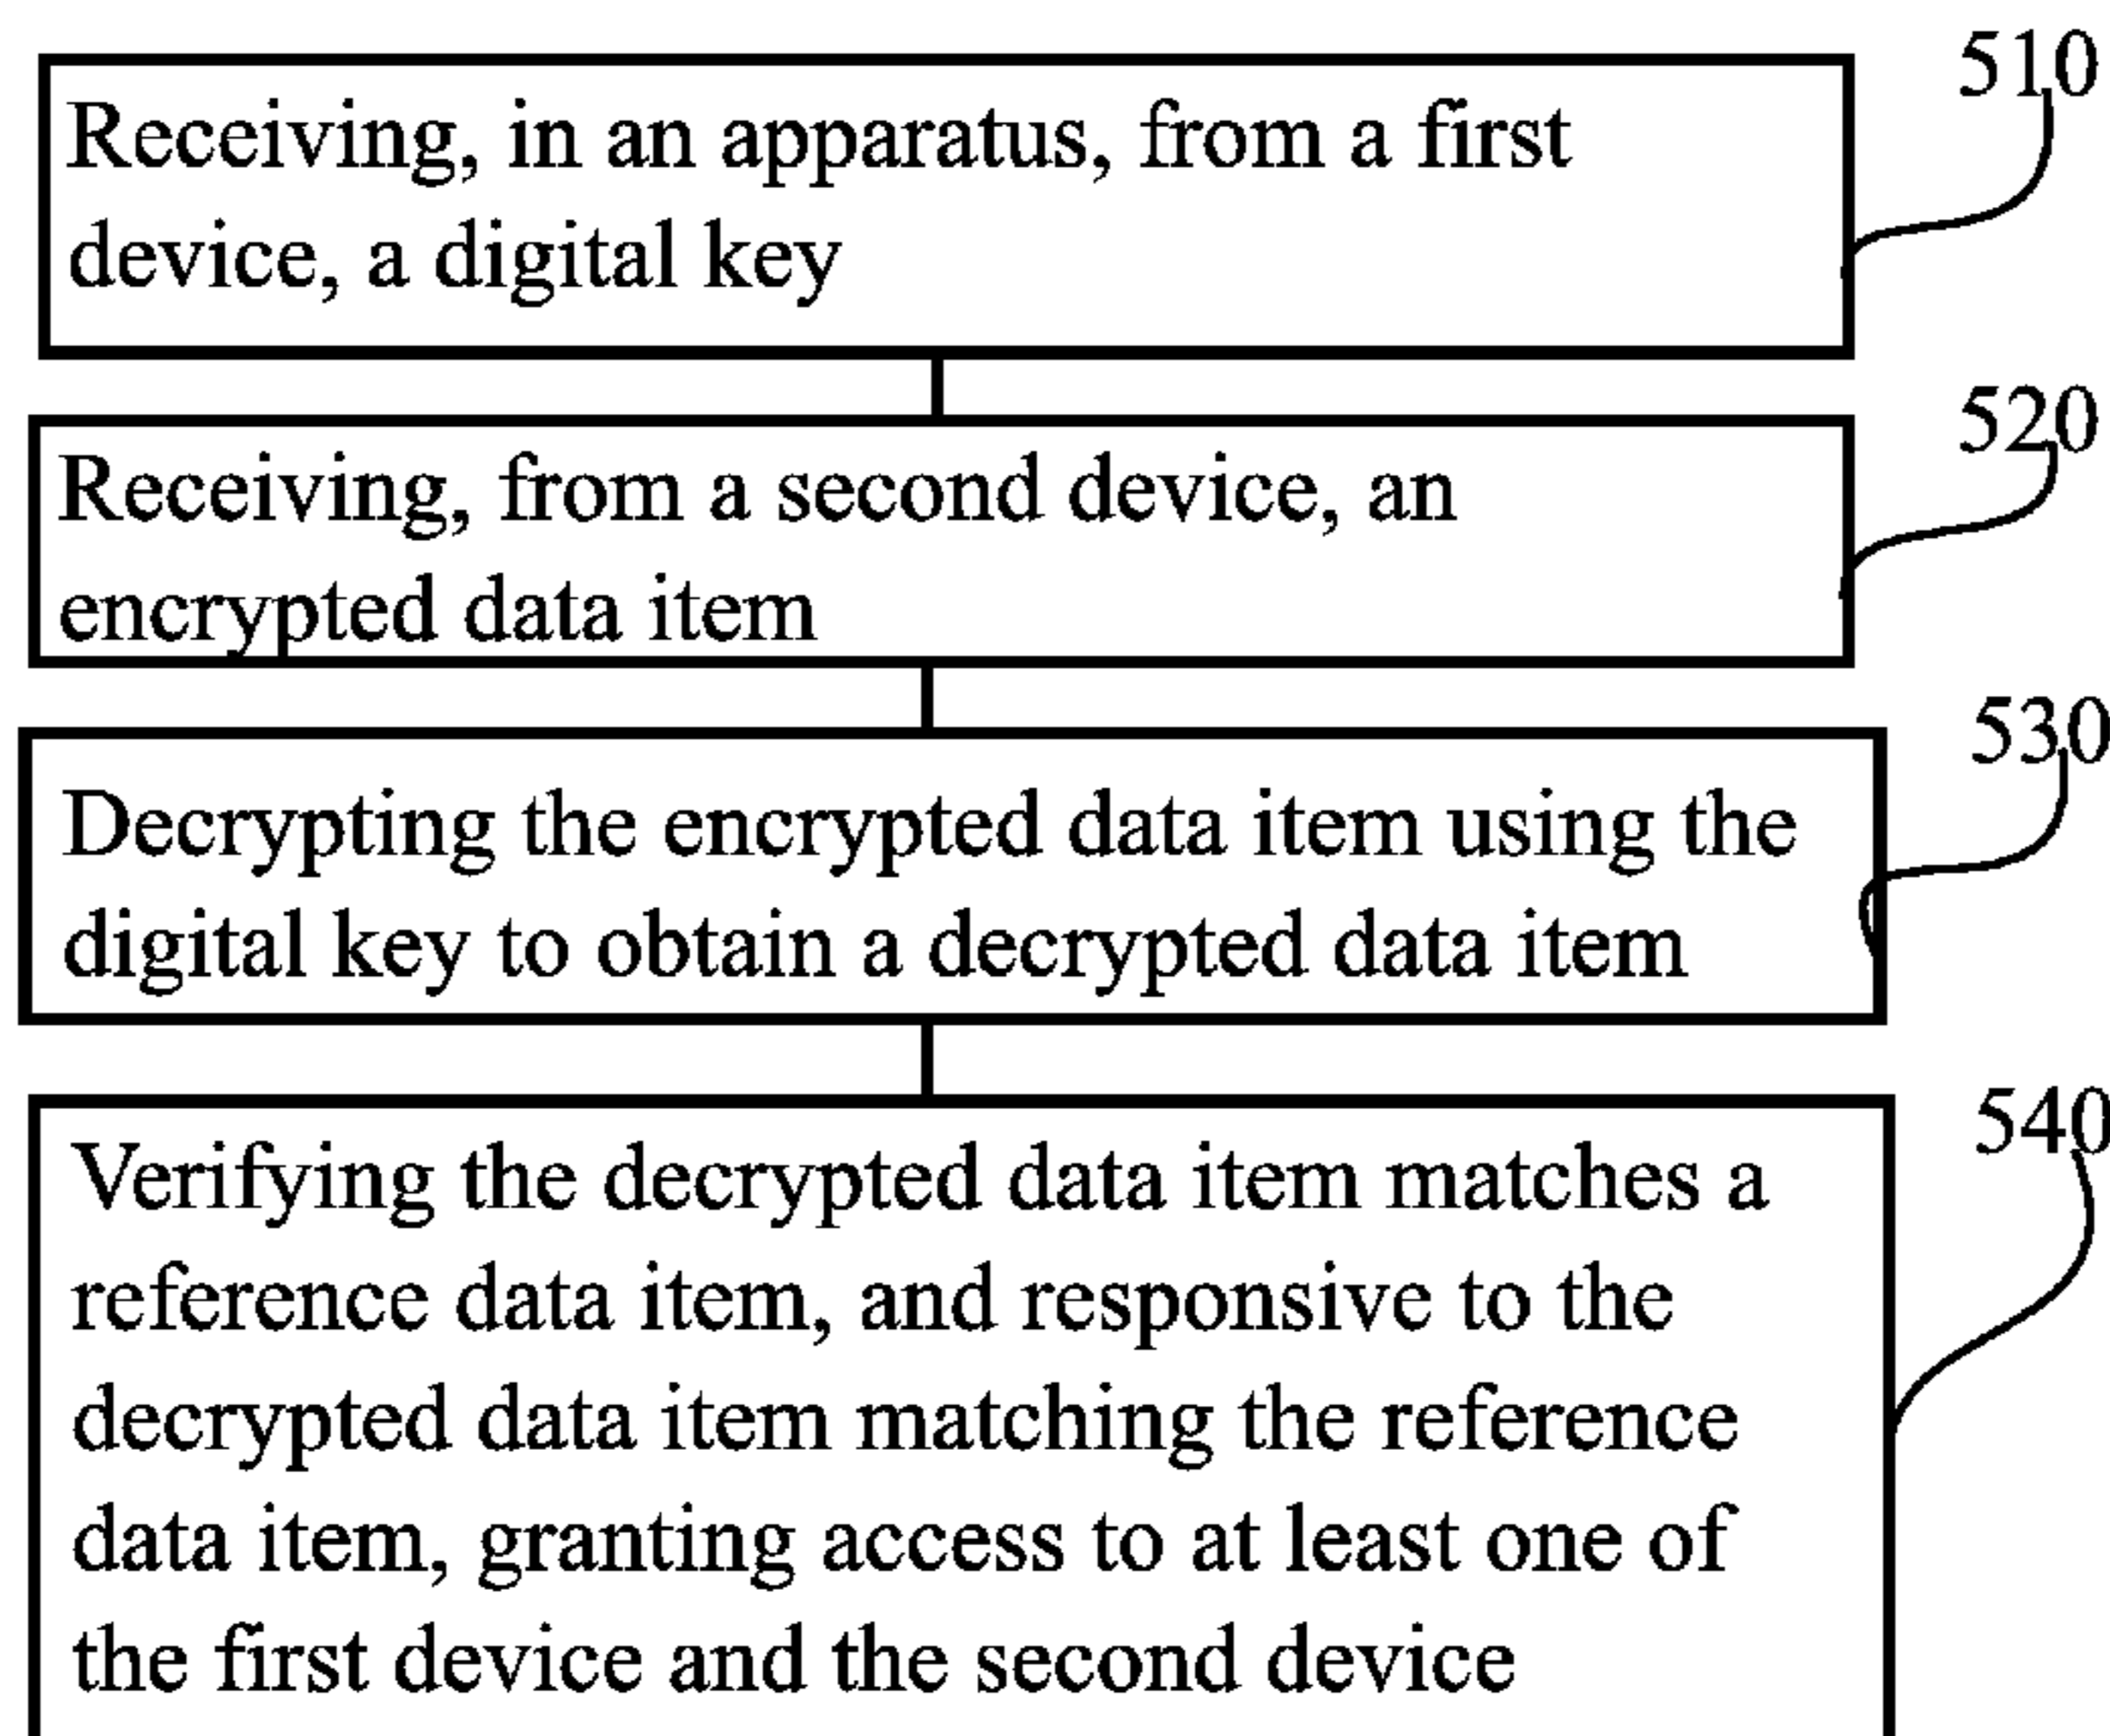 510
Receiving, in an apparatus, from a first
device, a digital key
520
Receiving, from a second device, an
encrypted data item
530
Decrypting the encrypted data item using the
digital key to obtain a decrypted data item
540
Verifying the decrypted data item matches a
reference data item, and responsive to the
decrypted data item matching the reference
data item, granting access to at least one of
the first device and the second device